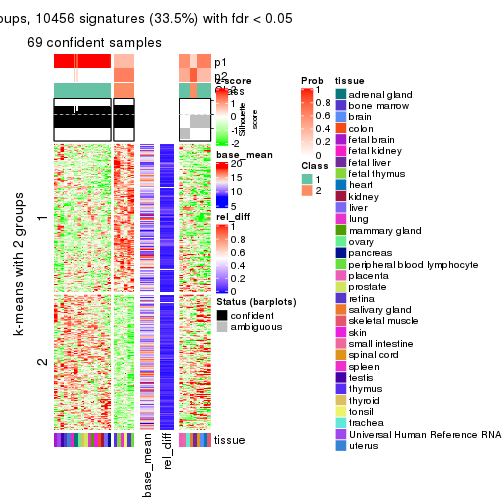 oups, 10456 signatures (33.5%) with fdr < 0.05
69 confident samples
p1
p2
Class
Silhouette
score
1
2
k-means with 2 groups
base_mean
rel_diff
tissue
z-score
2
1
0
-1
-2
base_mean
20
15
10
5
rel_diff
1
0.8
0.6
0.4
0.2
0
Status (barplots)
confident
ambiguous
Prob
1
0.8
0.6
0.4
0.2
0
Class
1
2
tissue
adrenal gland
bone marrow
brain
colon
fetal brain
fetal kidney
fetal liver
fetal thymus
heart
kidney
liver
lung
mammary gland
ovary
pancreas
peripheral blood lymphocyte
placenta
prostate
retina
salivary gland
skeletal muscle
skin
small intestine
spinal cord
spleen
testis
thymus
thyroid
tonsil
trachea
Universal Human Reference RNA
uterus